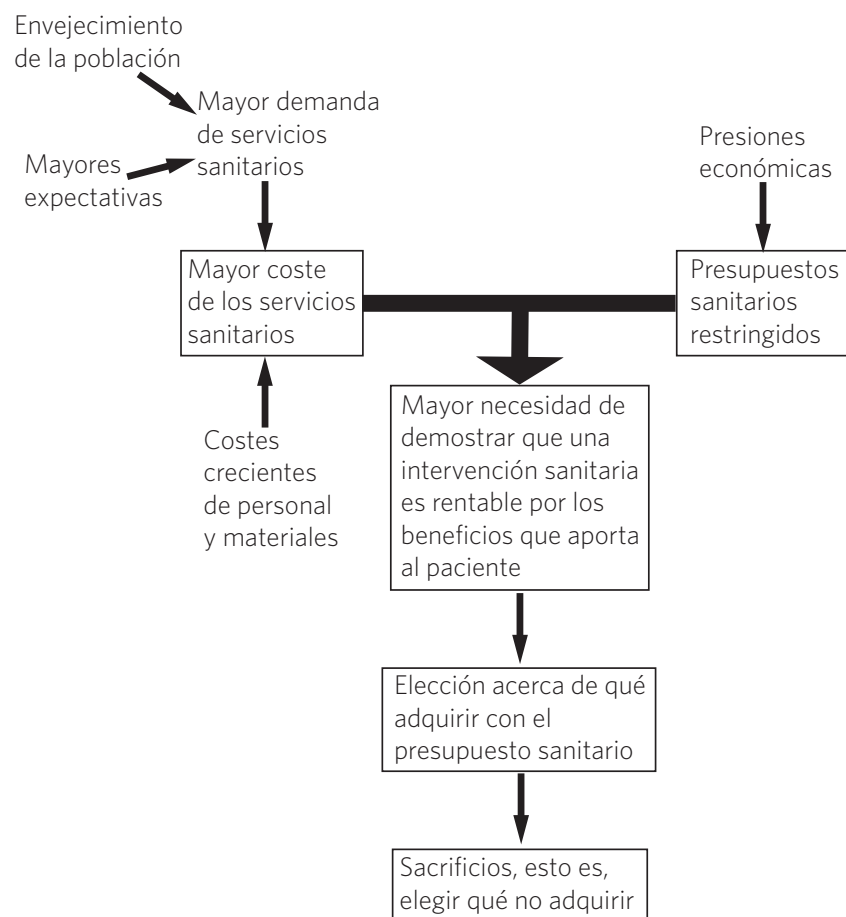 Envejecimiento
de la población
Mayor demanda
de servicios
sanitarios
Mayores
expectativas
Presiones
económicas
Mayor coste
de los servicios
sanitarios
Presupuestos
sanitarios
restringidos
Costes
crecientes
de personal
y materiales
Mayor necesidad de
demostrar que una
intervención sanitaria
es rentable por los
beneficios que aporta
al paciente
Elección acerca de qué
adquirir con el
presupuesto sanitario
Sacrificios, esto es,
elegir qué no adquirir